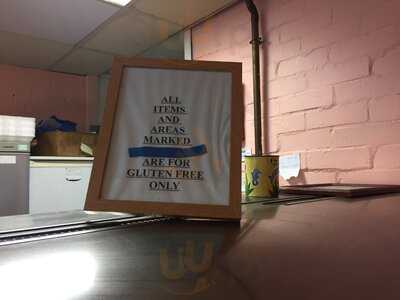 ALL
ITEMS
AND
AREAS
MARKED
ARE FOR
GLUTEN FREE
ONLY